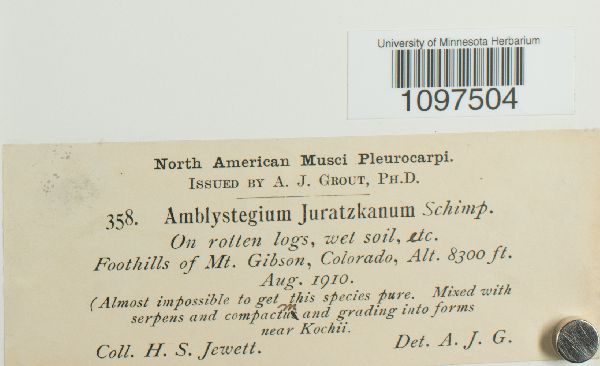 University of Minnesota Herbarium
1097504
North American Musci Pleurocarpi.
ISSUED BY A. J. GROUT, PH.D.
358. Amblystegium Juratzkanum Schimp.
On rotten logs, wet soil, etc.
Foothills of Mt. Gibson, Colorado, Alt. 8300 ft.
Aug. 1910.
(Almost impossible to get this species pure. Mixed with
serpens and compactum and grading into forms
near Kochii.
Coll. H. S. Jewett. Det. A. J. G.